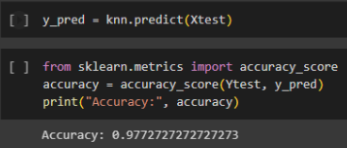 [ ] y_pred = knn.predict(Xtest)
[ ] from sklearn.metrics import accuracy_score
accuracy = accuracy_score(Ytest, y_pred)
print("Accuracy:", accuracy)
Accuracy: 0.9772727272727273